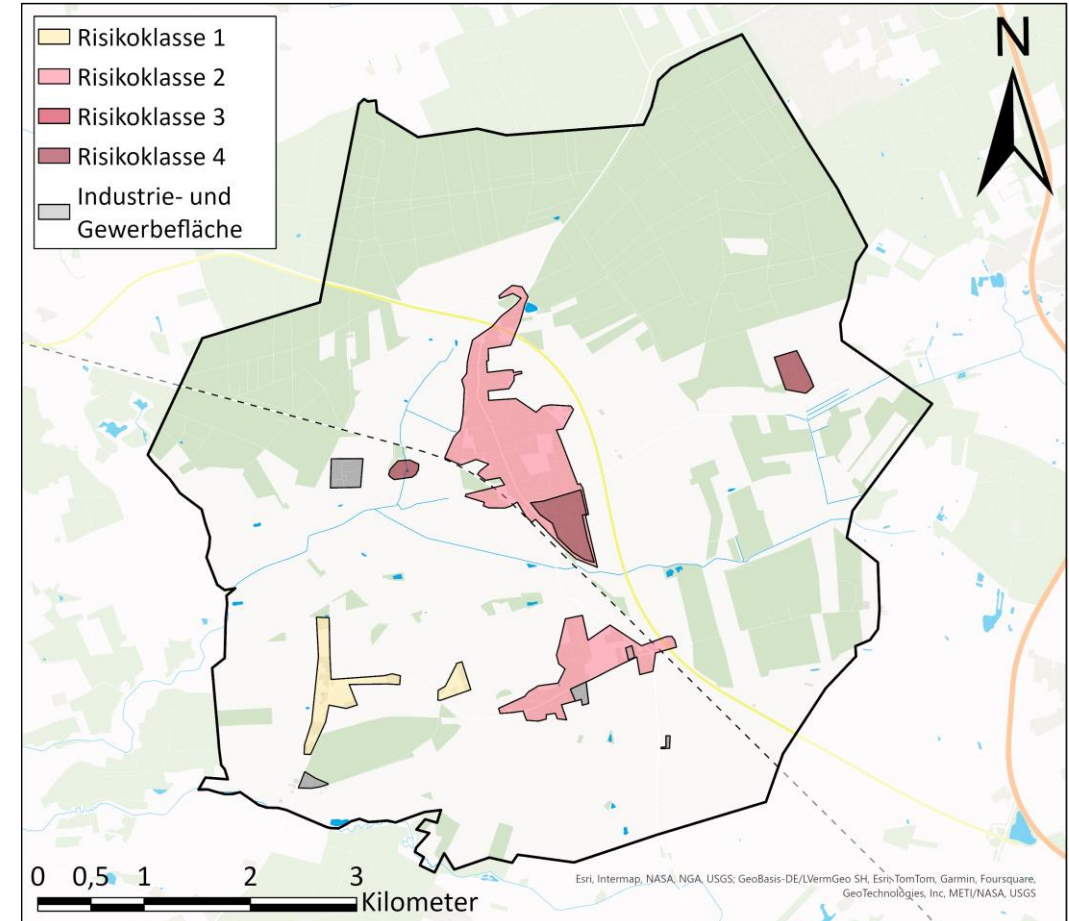 Risikoklasse 1
Risikoklasse 2
Risikoklasse 3
Risikoklasse 4
Industrie- und
Gewerbefläche
N
0 0,5 1 2 3
Kilometer
Esri, Intermap, NASA, NGA, USGS; GeoBasis-DE/LVermGeo SH, Esri, TomTom, Garmin, Foursquare,
GeoTechnologies, Inc, METI/NASA, USGS